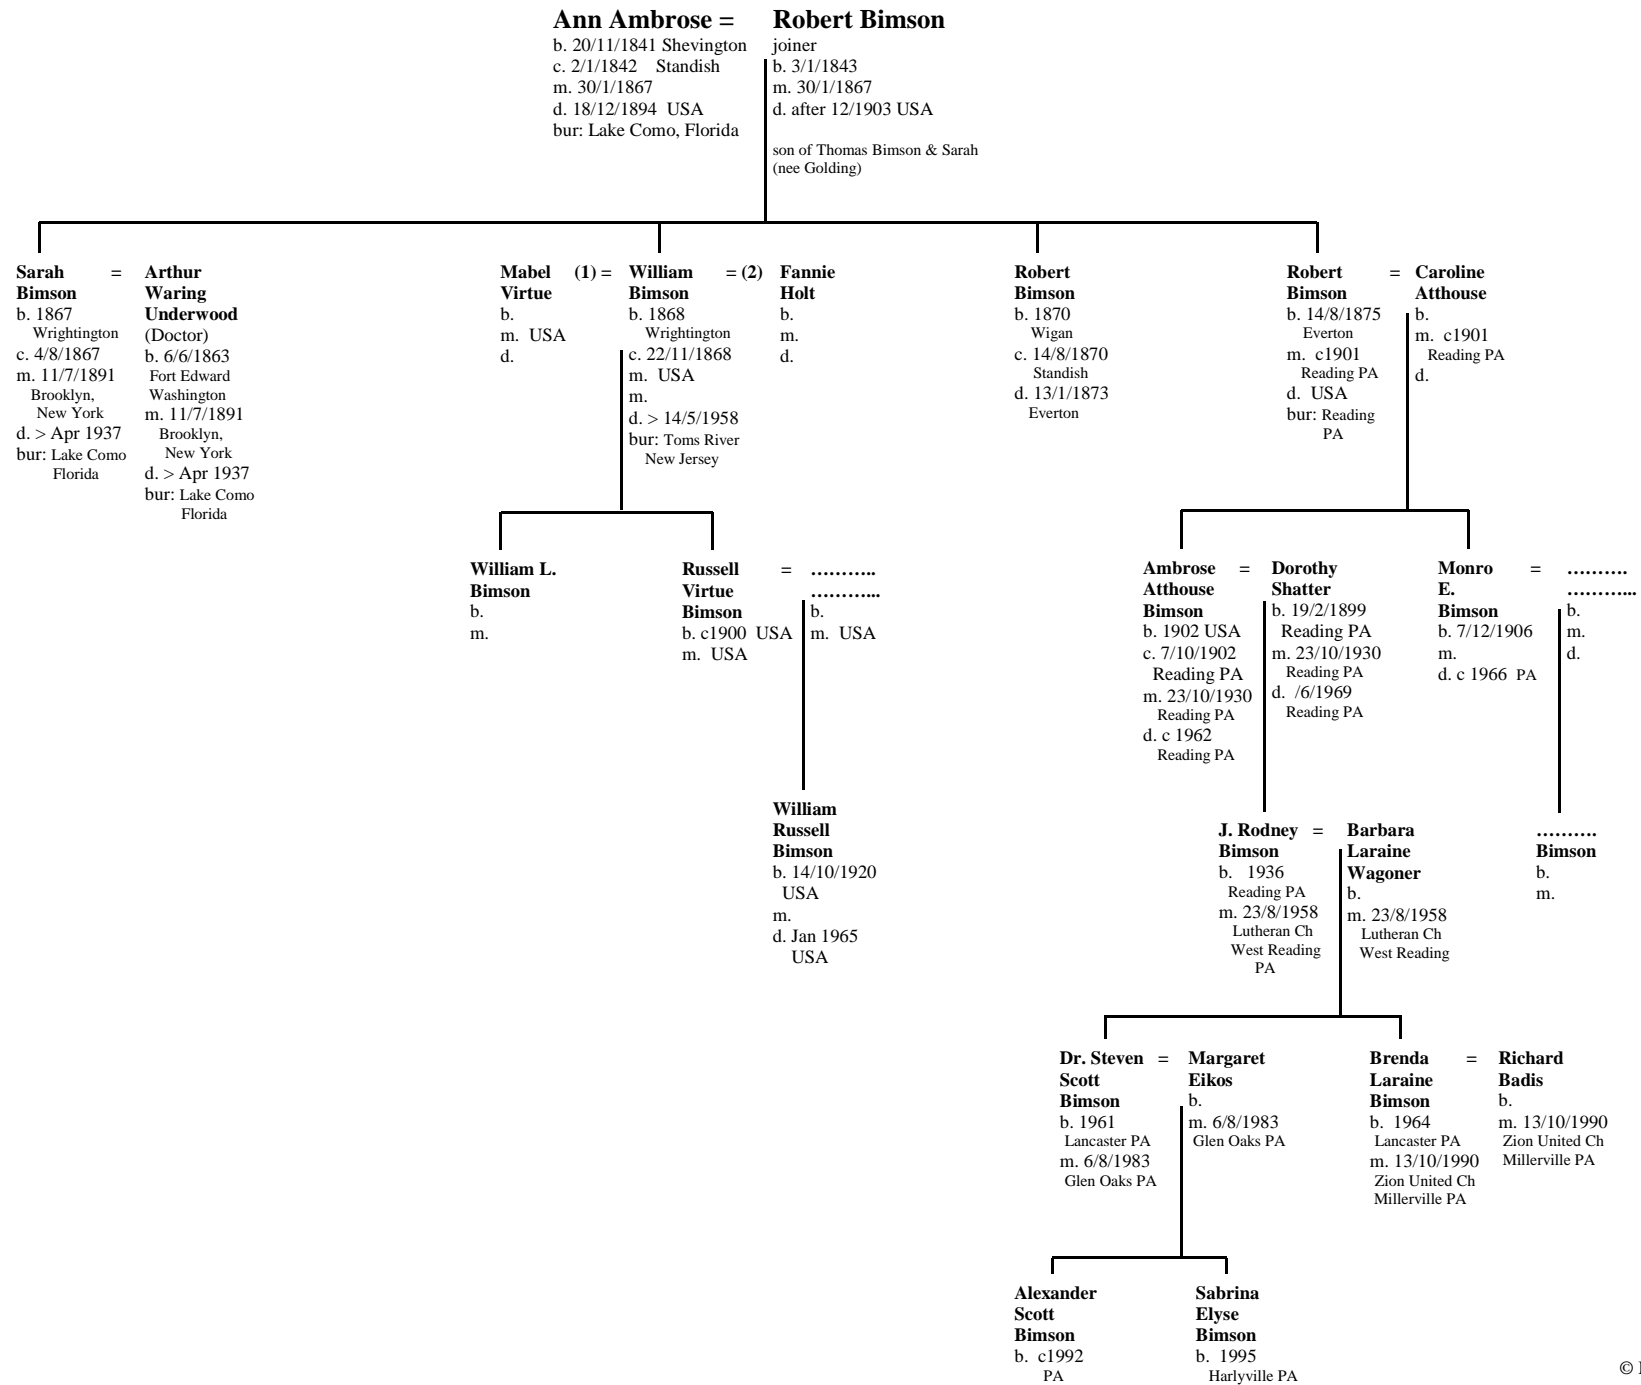 Ann Ambrose =
b. 20/11/1841 Shevington
c. 2/1/1842 Standish
m. 30/1/1867
d. 18/12/1894 USA
bur: Lake Como, Florida
Robert Bimson
joiner
b. 3/1/1843
m. 30/1/1867
d. after 12/1903 USA
son of Thomas Bimson & Sarah
(nee Golding)
Sarah =
Bimson
b. 1867
Wrightington
c. 4/8/1867
m. 11/7/1891
Brooklyn,
New York
d. > Apr 1937
bur: Lake Como
Florida
Arthur
Waring
Underwood
(Doctor)
b. 6/6/1863
Fort Edward
Washington
m. 11/7/1891
Brooklyn,
New York
d. > Apr 1937
bur: Lake Como
Florida
Mabel (1) =
Virtue
b.
m. USA
d.
William = (2)
Bimson
b. 1868
Wrightington
c. 22/11/1868
m. USA
m.
d. > 14/5/1958
bur: Toms River
New Jersey
Fannie
Holt
b.
m.
d.
Robert
Bimson
b. 1870
Wigan
c. 14/8/1870
Standish
d. 13/1/1873
Everton
Robert =
Bimson
b. 14/8/1875
Everton
m. c1901
Reading PA
d. USA
bur: Reading
PA
Caroline
Atthouse
b.
m. c1901
Reading PA
d.
William L.
Bimson
b.
m.
Russell =
Virtue
Bimson
b. c1900 USA
m. USA
………..
………...
b.
m. USA
Ambrose =
Atthouse
Bimson
b. 1902 USA
c. 7/10/1902
Reading PA
m. 23/10/1930
Reading PA
d. c 1962
Reading PA
Dorothy
Shatter
b. 19/2/1899
Reading PA
m. 23/10/1930
Reading PA
d. /6/1969
Reading PA
Monro =
E.
Bimson
b. 7/12/1906
m.
d. c 1966 PA
……….
………...
b.
m.
d.
William
Russell
Bimson
b. 14/10/1920
USA
m.
d. Jan 1965
USA
J. Rodney =
Bimson
b. 1936
Reading PA
m. 23/8/1958
Lutheran Ch
West Reading
PA
Barbara
Laraine
Wagoner
b.
m. 23/8/1958
Lutheran Ch
West Reading
……….
Bimson
b.
m.
Dr. Steven =
Scott
Bimson
b. 1961
Lancaster PA
m. 6/8/1983
Glen Oaks PA
Margaret
Eikos
b.
m. 6/8/1983
Glen Oaks PA
Brenda =
Laraine
Bimson
b. 1964
Lancaster PA
m. 13/10/1990
Zion United Ch
Millerville PA
Richard
Badis
b.
m. 13/10/1990
Zion United Ch
Millerville PA
Alexander
Scott
Bimson
b. c1992
PA
Sabrina
Elyse
Bimson
b. 1995
Harlyville PA
©